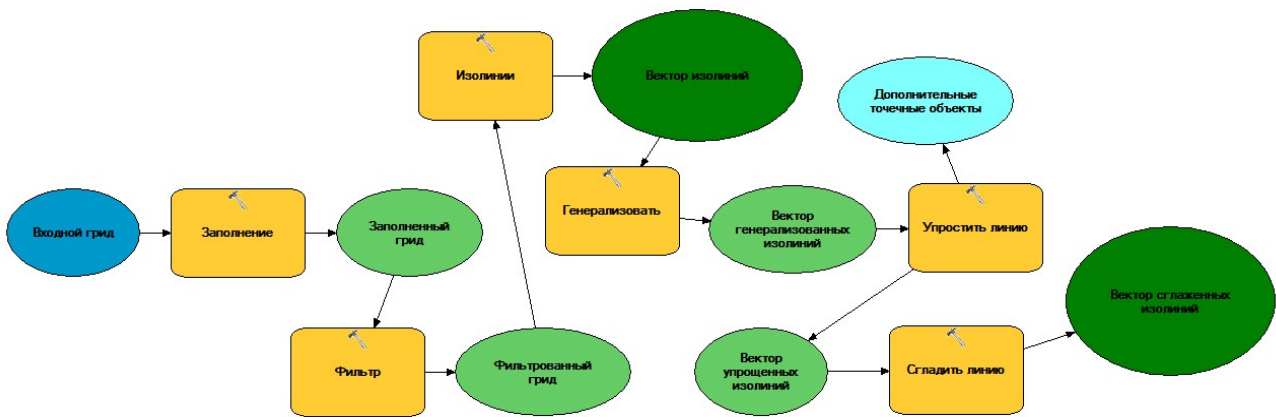 Входной грид
Заполнение
Заполненный
грид
Фильтр
Фильтрованный
грид
Изолинии
Вектор изолиний
Генерализовать
Вектор
генерализованных
изолиний
Упростить линию
Дополнительные
точечные объекты
Вектор
упрощенных
изолиний
Сгладить линию
Вектор сглаженных
изолиний